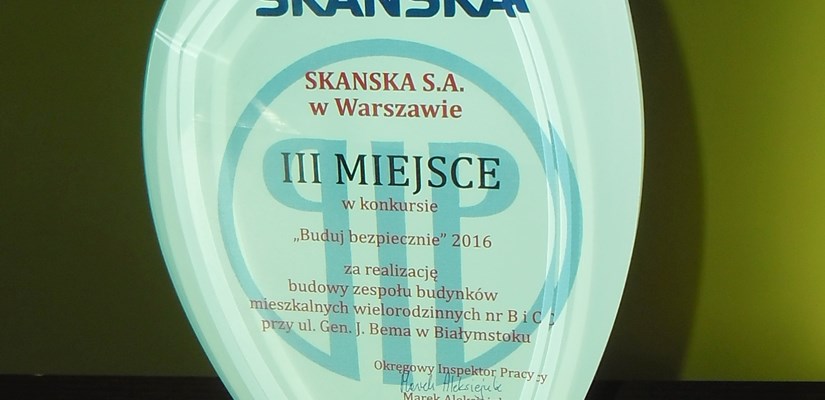 SKANSKA
SKANSKA S.A.
w Warszawie
III MIEJSCE
w konkursie
„Buduj bezpiecznie” 2016
za realizację
budowy zespołu budynków
mieszkalnych wielorodzinnych nr B i C
przy ul. Gen. J. Bema w Białymstoku
Okręgowy Inspektor Pracy
Marek